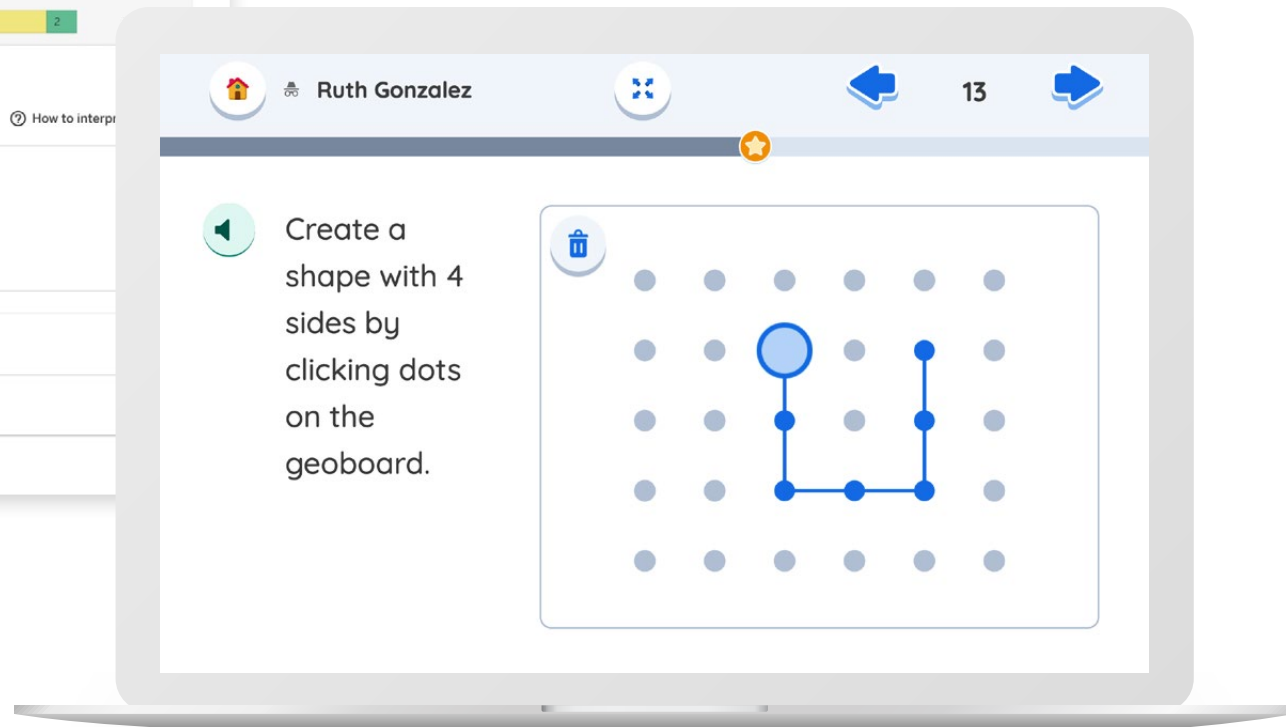 2
How to interpr
Ruth Gonzalez
13
Create a
shape with 4
sides by
clicking dots
on the
geoboard.